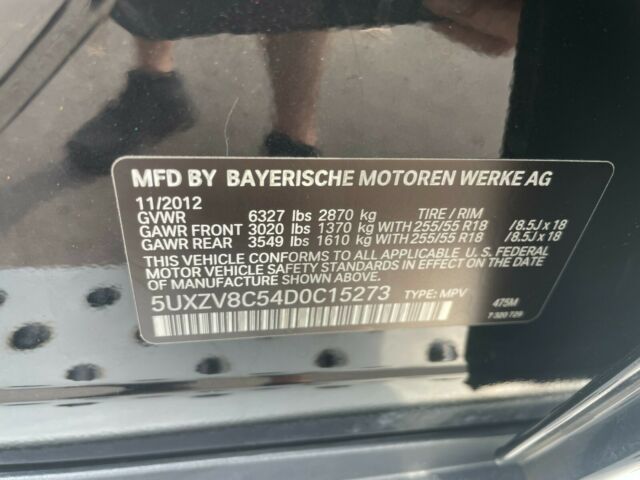 MFD BY BAYERISCHE MOTOREN WERKE AG
11/2012
GVWR 6327 lbs 2870 kg TIRE / RIM
GAWR FRONT 3020 lbs 1370 kg WITH 255/55 R18 /8.5J x 18
GAWR REAR 3549 lbs 1610 kg WITH 255/55 R18 /8.5J x 18
THIS VEHICLE CONFORMS TO ALL APPLICABLE U. S. FEDERAL
MOTOR VEHICLE SAFETY STANDARDS IN EFFECT ON THE DATE
OF MANUFACTURE SHOWN ABOVE.
5UXZV8C54D0C15273 TYPE: MPV 475M
7 320 729